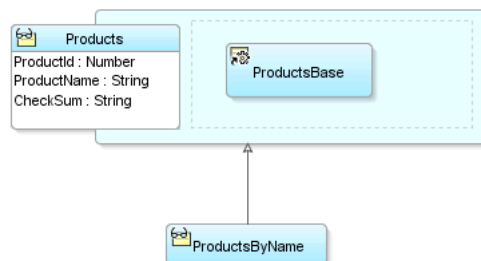 Products
ProductId : Number
ProductName : String
CheckSum : String
ProductsBase
ProductsByName